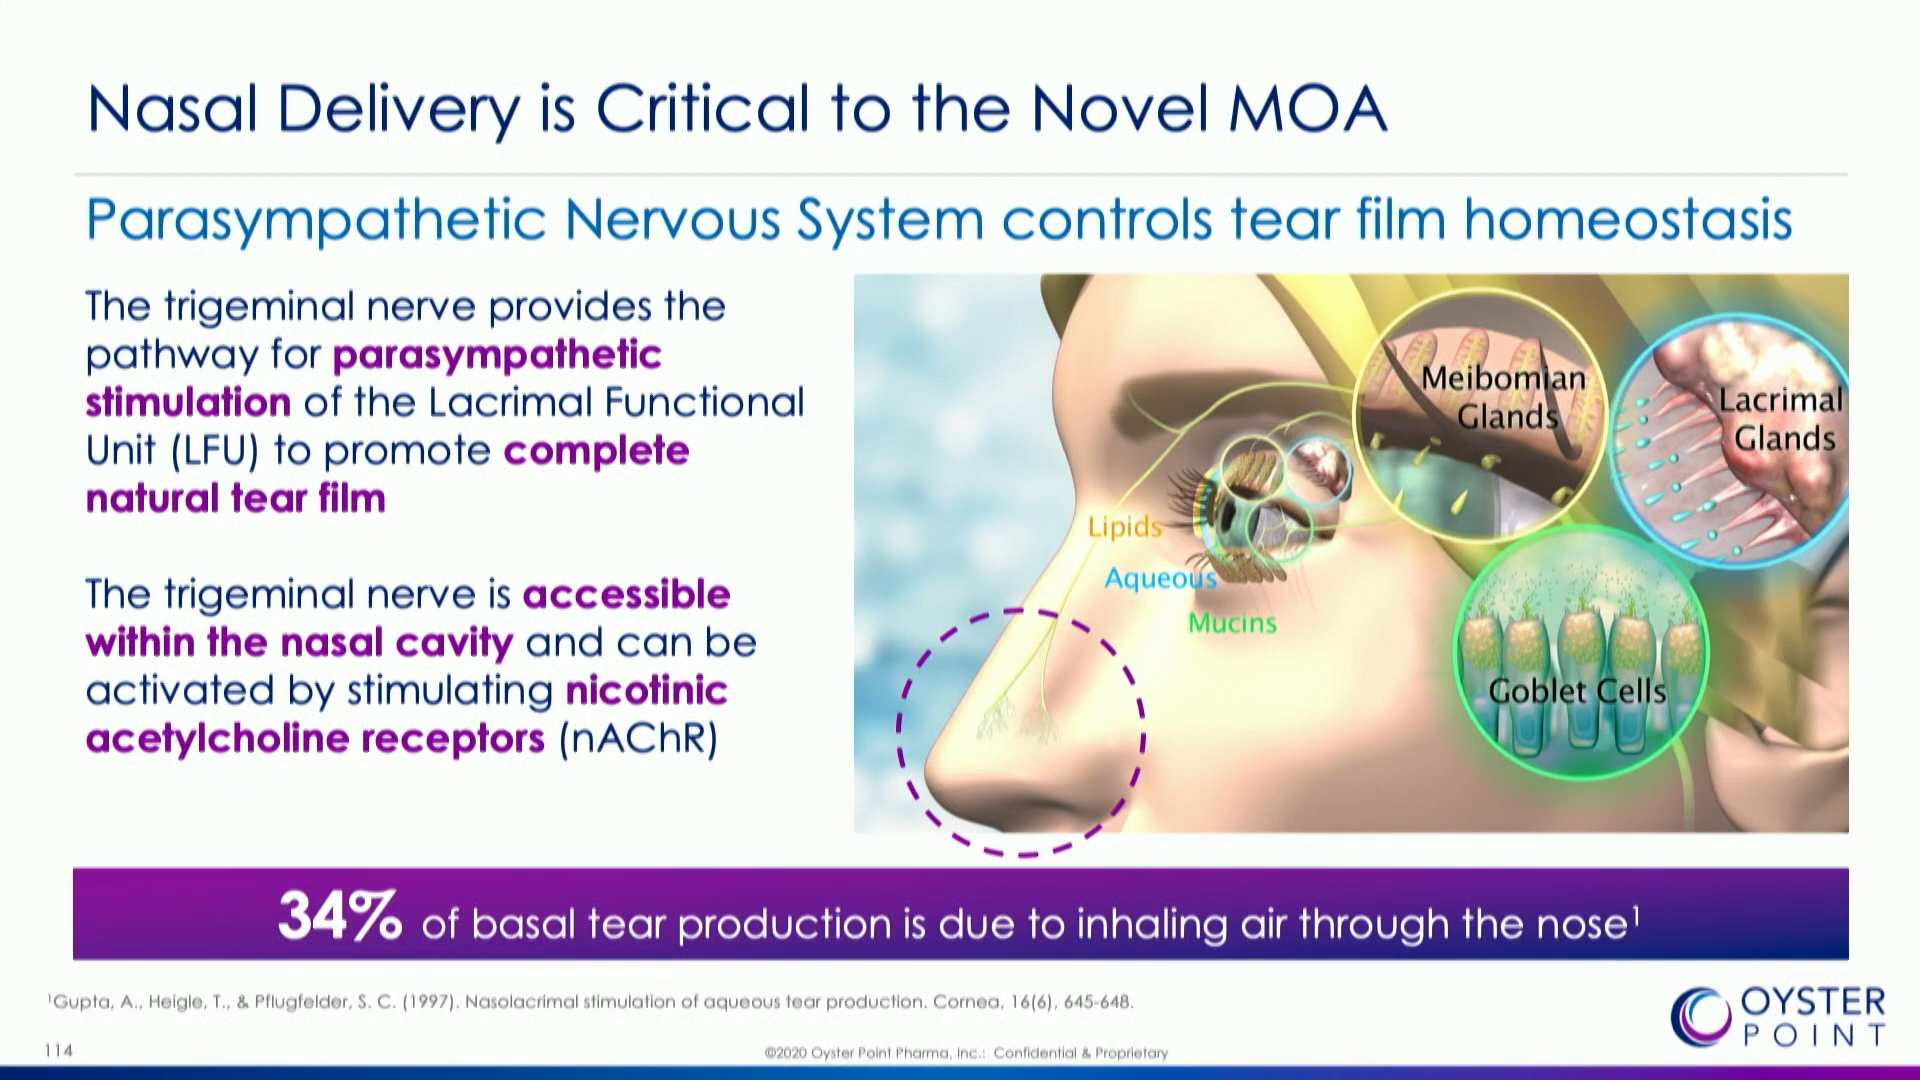 Nasal Delivery is Critical to the Novel MOA
Parasympathetic Nervous System controls tear film homeostasis
The trigeminal nerve provides the
pathway for parasympathetic
stimulation of the Lacrimal Functional
Unit (LFU) to promote complete
natural tear film
The trigeminal nerve is accessible
within the nasal cavity and can be
activated by stimulating nicotinic
acetylcholine receptors (nAChR)
Meibomian
Glands
Lacrimal
Glands
Lipids
Aqueous
Mucins
Goblet Cells
34% of basal tear production is due to inhaling air through the nose¹
¹Gupta, A., Heigle, T., & Pflugfelder, S. C. (1997). Nasolacrimal stimulation of aqueous tear production. Cornea, 16(6), 645-648.
OYSTER
POINT
114
©2020 Oyster Point Pharma, Inc.: Confidential & Proprietary